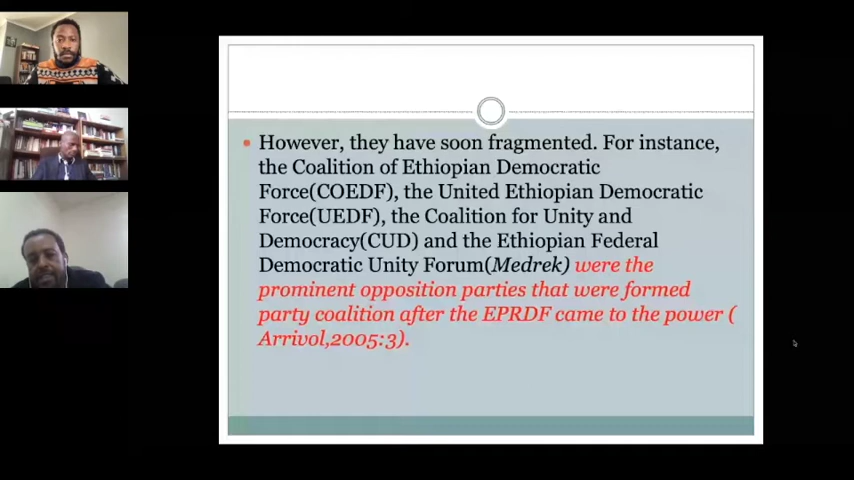 However, they have soon fragmented. For instance,
the Coalition of Ethiopian Democratic
Force(COEDF), the United Ethiopian Democratic
Force(UEDF), the Coalition for Unity and
Democracy(CUD) and the Ethiopian Federal
Democratic Unity Forum(Medrek) were the
prominent opposition parties that were formed
party coalition after the EPRDF came to the power (
Arrivol,2005:3).